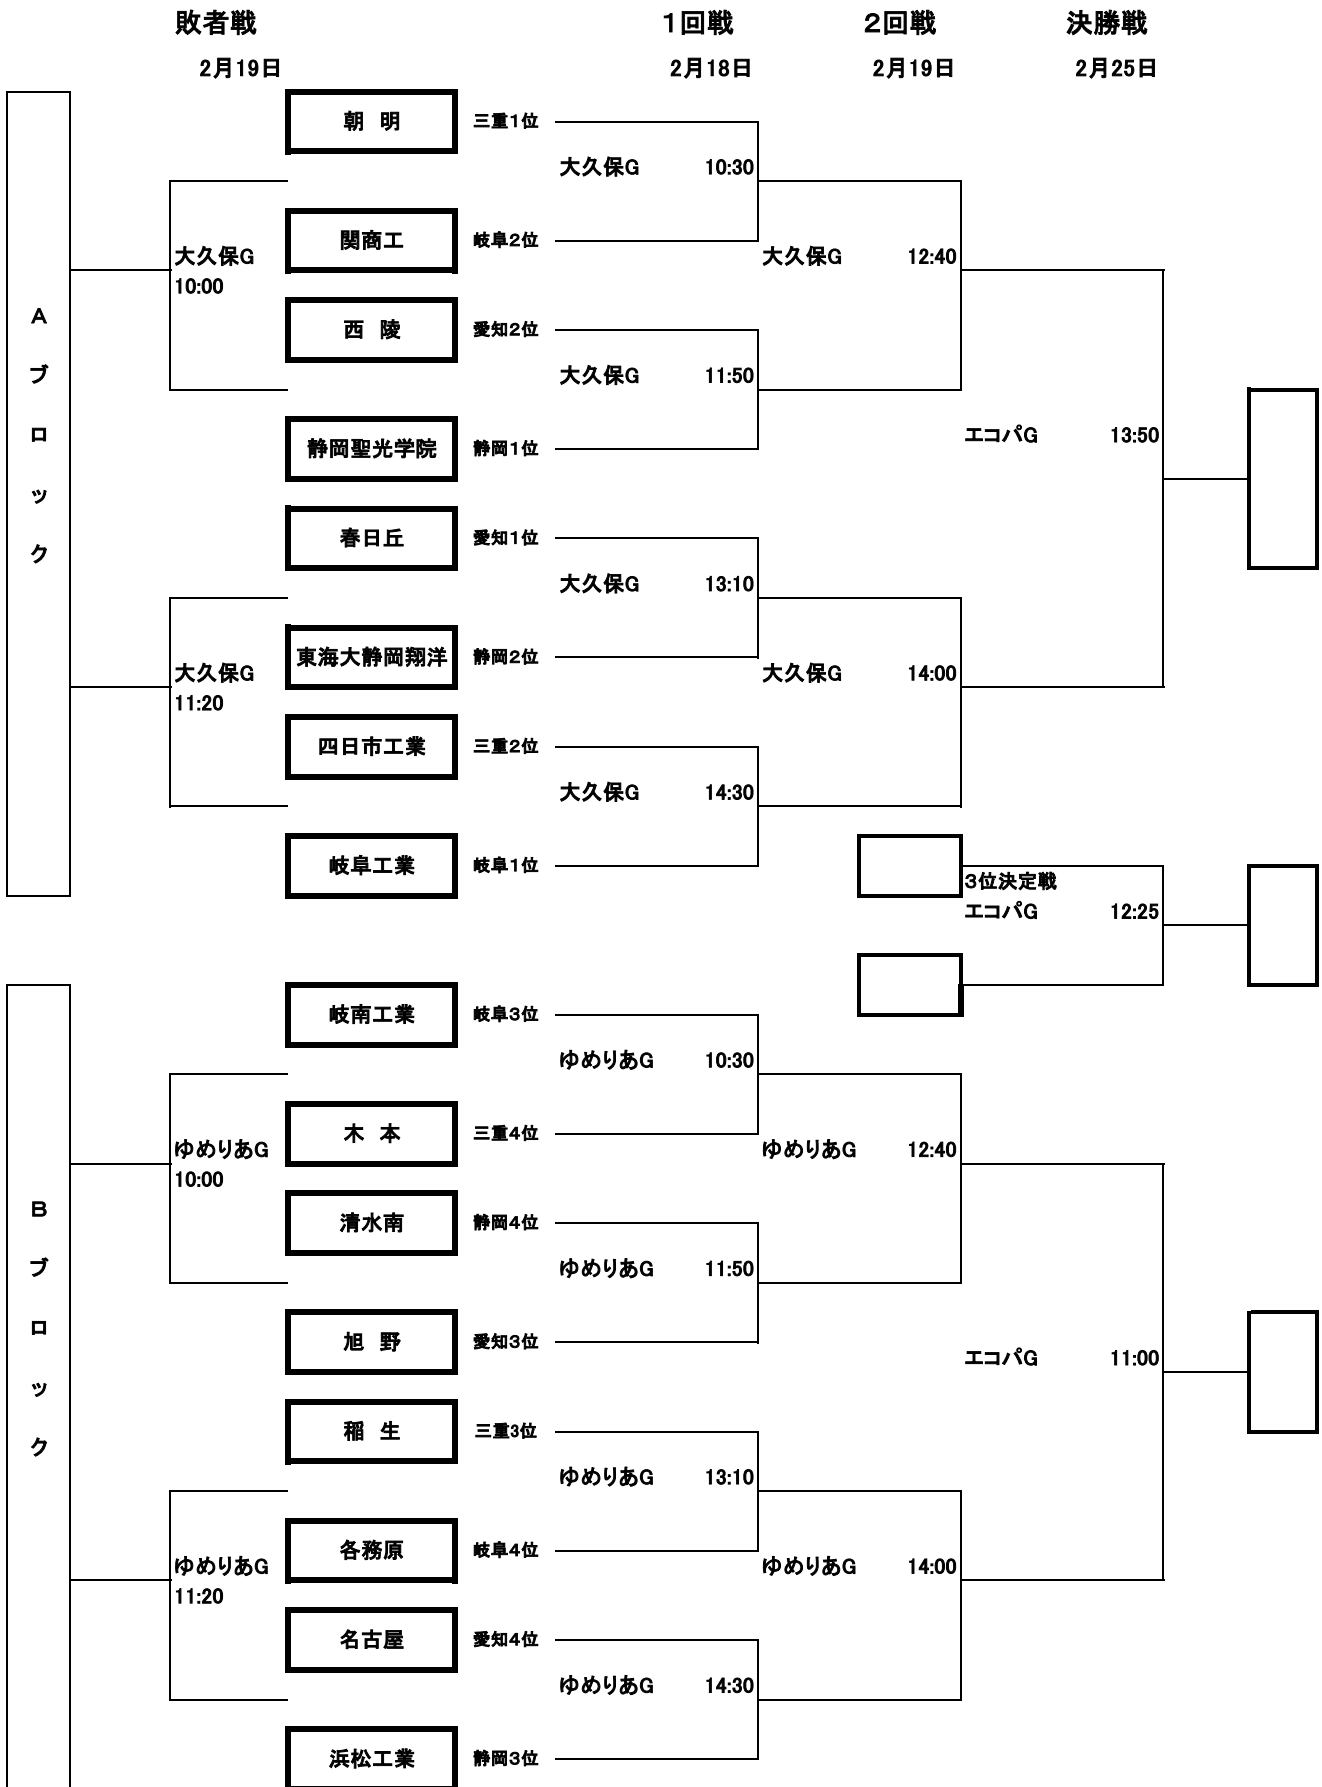 敗者戦 1回戦 2回戦 決勝戦
2月19日 2月18日 2月19日 2月25日
Aブロック
朝 明 三重1位
大久保G 10:30
関商工 岐阜2位
大久保G 10:00
大久保G 12:40
西 陵 愛知2位
大久保G 11:50
静岡聖光学院 静岡1位
エコパG 13:50
春日丘 愛知1位
大久保G 13:10
東海大静岡翔洋 静岡2位
大久保G 11:20
大久保G 14:00
四日市工業 三重2位
大久保G 14:30
岐阜工業 岐阜1位
3位決定戦
エコパG 12:25
Bブロック
岐南工業 岐阜3位
ゆめりあG 10:30
木 本 三重4位
ゆめりあG 10:00
ゆめりあG 12:40
清水南 静岡4位
ゆめりあG 11:50
旭 野 愛知3位
エコパG 11:00
稲 生 三重3位
ゆめりあG 13:10
各務原 岐阜4位
ゆめりあG 11:20
ゆめりあG 14:00
名古屋 愛知4位
ゆめりあG 14:30
浜松工業 静岡3位